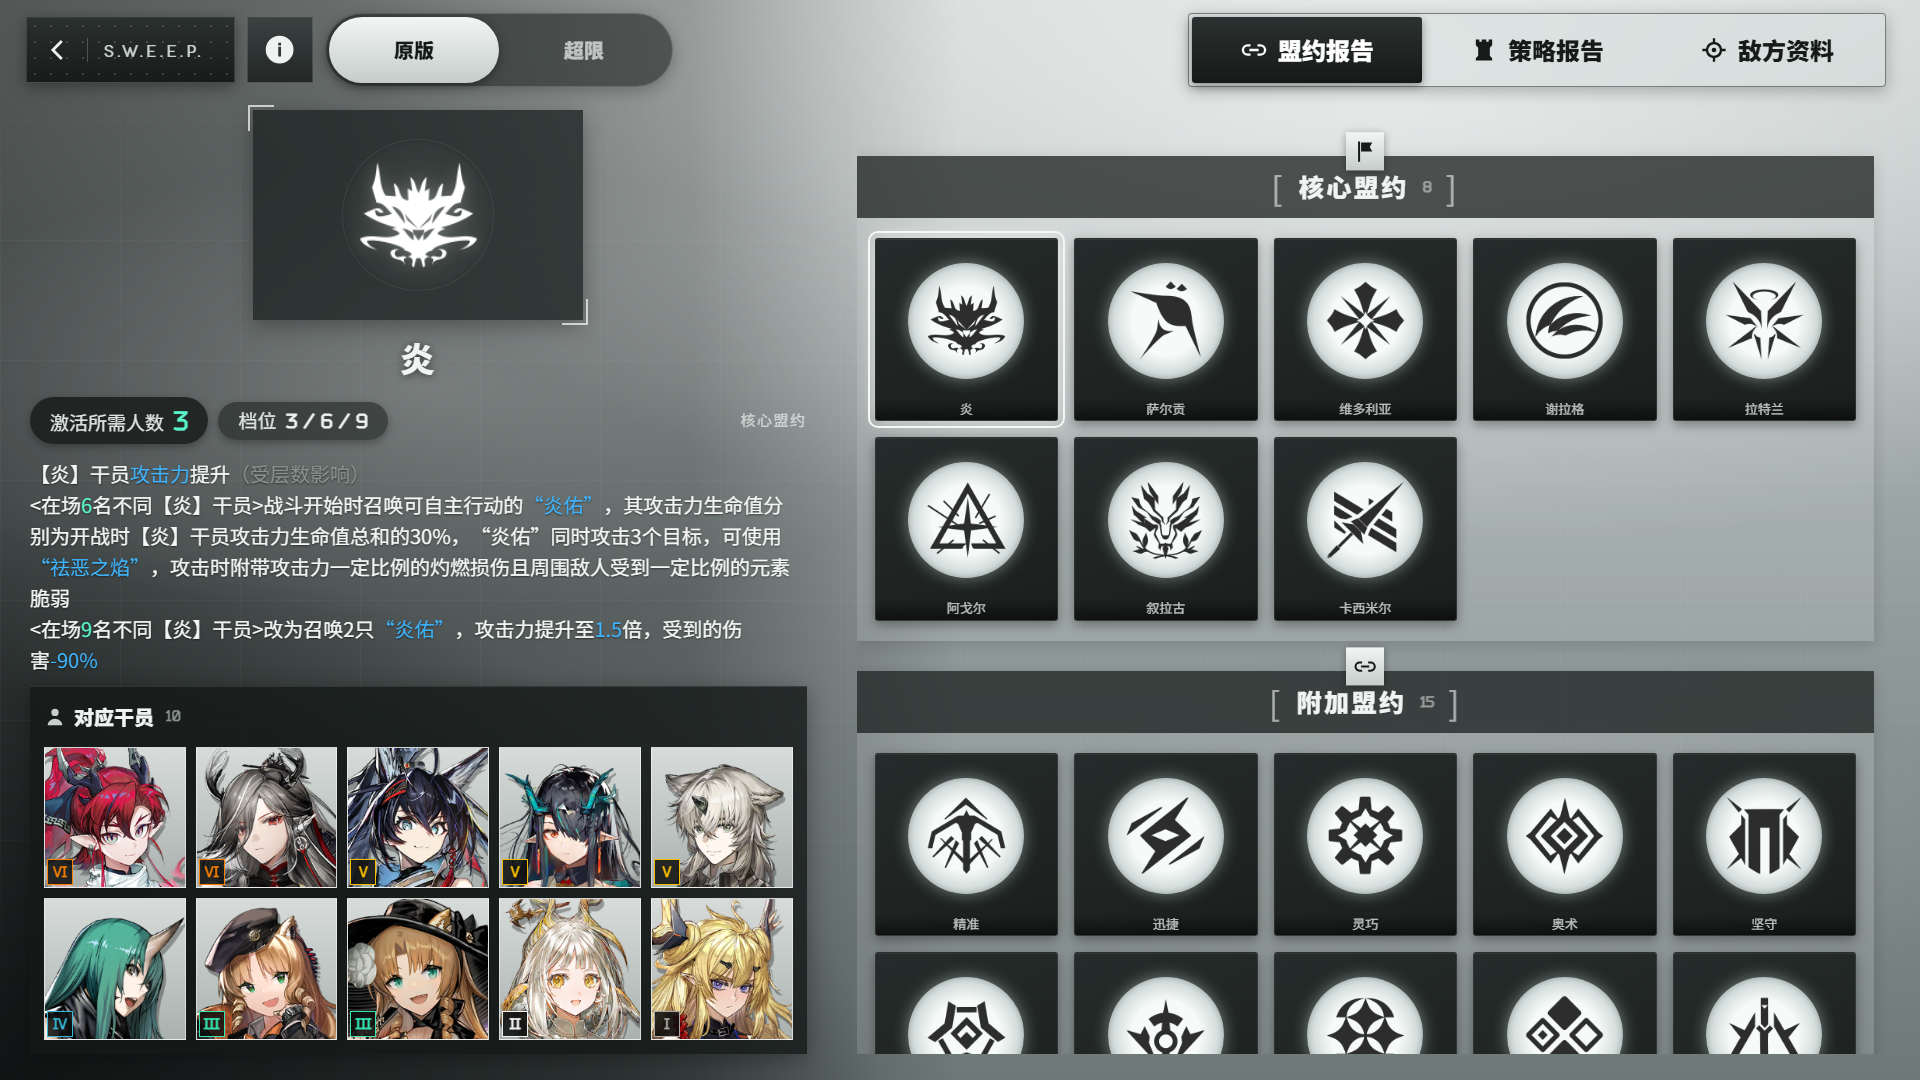 S.W.E.E.P.
原版
超限
盟约报告
策略报告
敌方资料
炎
激活所需人数 3
档位 3/6/9
核心盟约
【炎】干员攻击力提升（受层数影响）
<在场6名不同【炎】干员>战斗开始时召唤可自主行动的“炎佑”，其攻击力生命值分
别为开战时【炎】干员攻击力生命值总和的30%，“炎佑”同时攻击3个目标，可使用
“祛恶之焰”，攻击时附带攻击力一定比例的灼燃损伤且周围敌人受到一定比例的元素
脆弱
<在场9名不同【炎】干员>改为召唤2只“炎佑”，攻击力提升至1.5倍，受到的伤
害-90%
对应干员 10
VI
VI
V
V
V
IV
III
III
II
I
[ 核心盟约 8 ]
炎
萨尔贡
维多利亚
谢拉格
拉特兰
阿戈尔
叙拉古
卡西米尔
[ 附加盟约 15 ]
精准
迅捷
灵巧
奥术
坚守